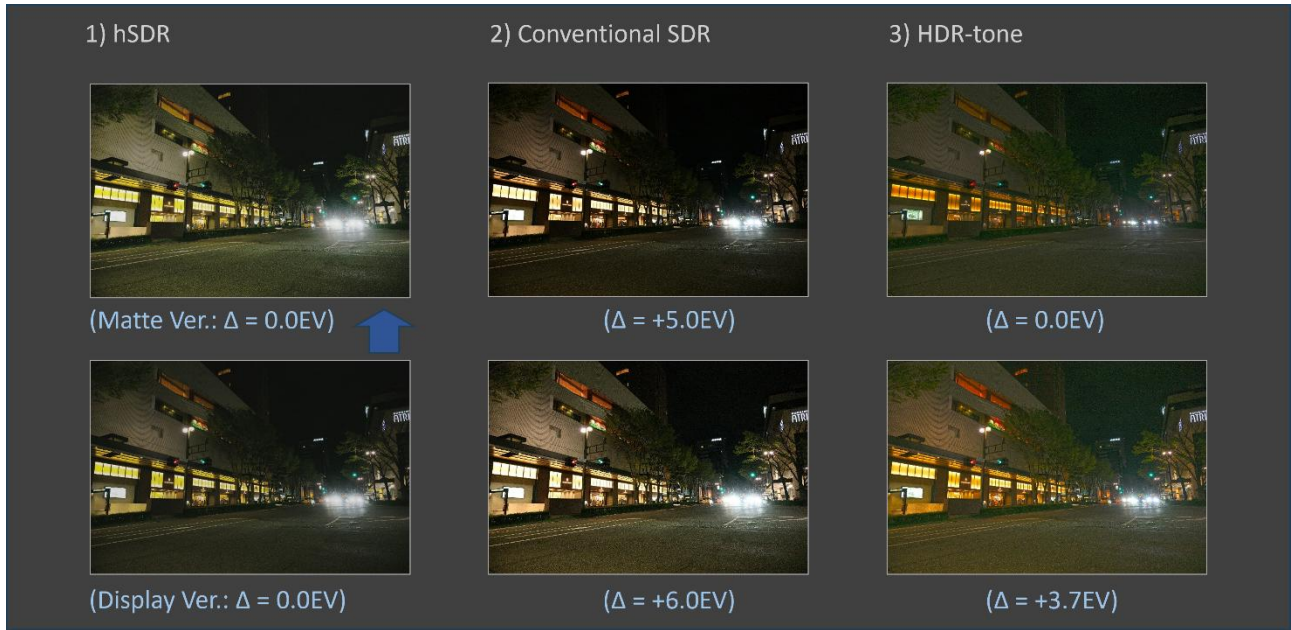 1) hSDR
2) Conventional SDR
3) HDR-tone
(Matte Ver.: Δ = 0.0EV)
(Δ = +5.0EV)
(Δ = 0.0EV)
(Display Ver.: Δ = 0.0EV)
(Δ = +6.0EV)
(Δ = +3.7EV)